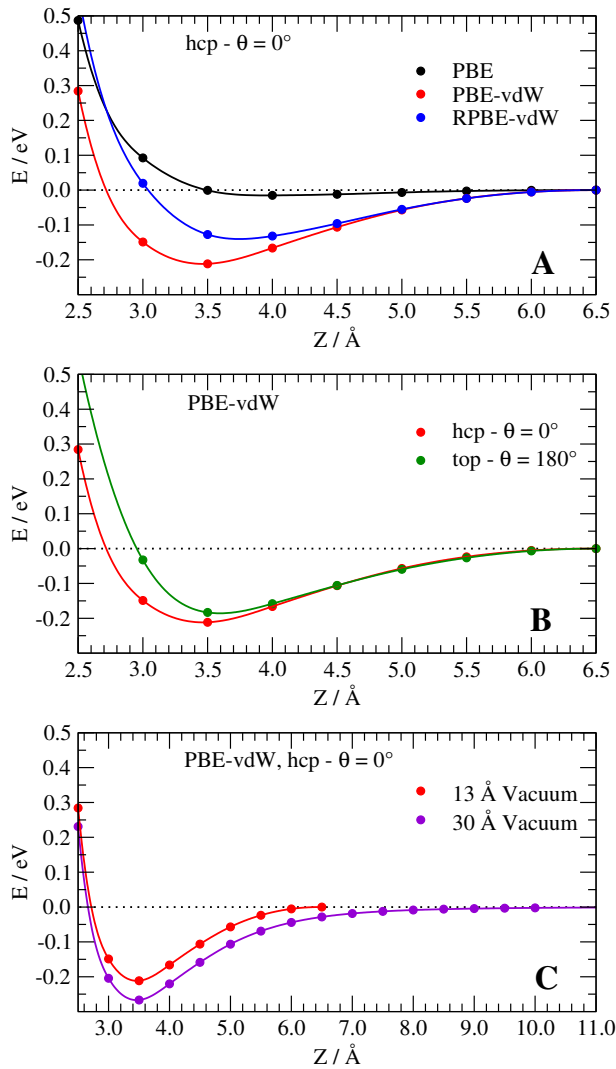 hcp - θ = 0°
PBE
PBE-vdW
RPBE-vdW
E / eV
0.5
0.4
0.3
0.2
0.1
0.0
-0.1
-0.2
A
2.5 3.0 3.5 4.0 4.5 5.0 5.5 6.0 6.5
Z / Å
PBE-vdW
hcp - θ = 0°
top - θ = 180°
E / eV
0.5
0.4
0.3
0.2
0.1
0.0
-0.1
-0.2
B
2.5 3.0 3.5 4.0 4.5 5.0 5.5 6.0 6.5
Z / Å
PBE-vdW, hcp - θ = 0°
13 Å Vacuum
30 Å Vacuum
E / eV
0.5
0.4
0.3
0.2
0.1
0.0
-0.1
-0.2
C
3.0 4.0 5.0 6.0 7.0 8.0 9.0 10.0 11.0
Z / Å